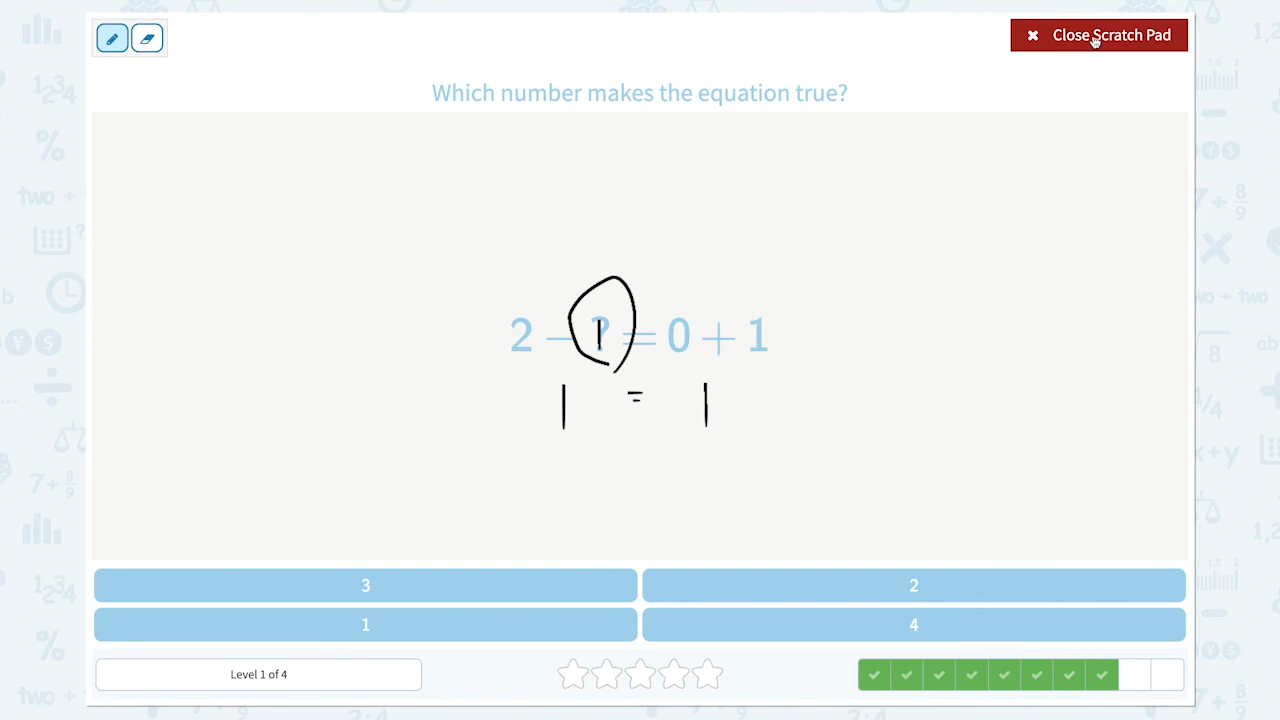 ✖ Close Scratch Pad
Which number makes the equation true?
2 − ? = 0 + 1
1
1 = 1
3
2
1
4
Level 1 of 4